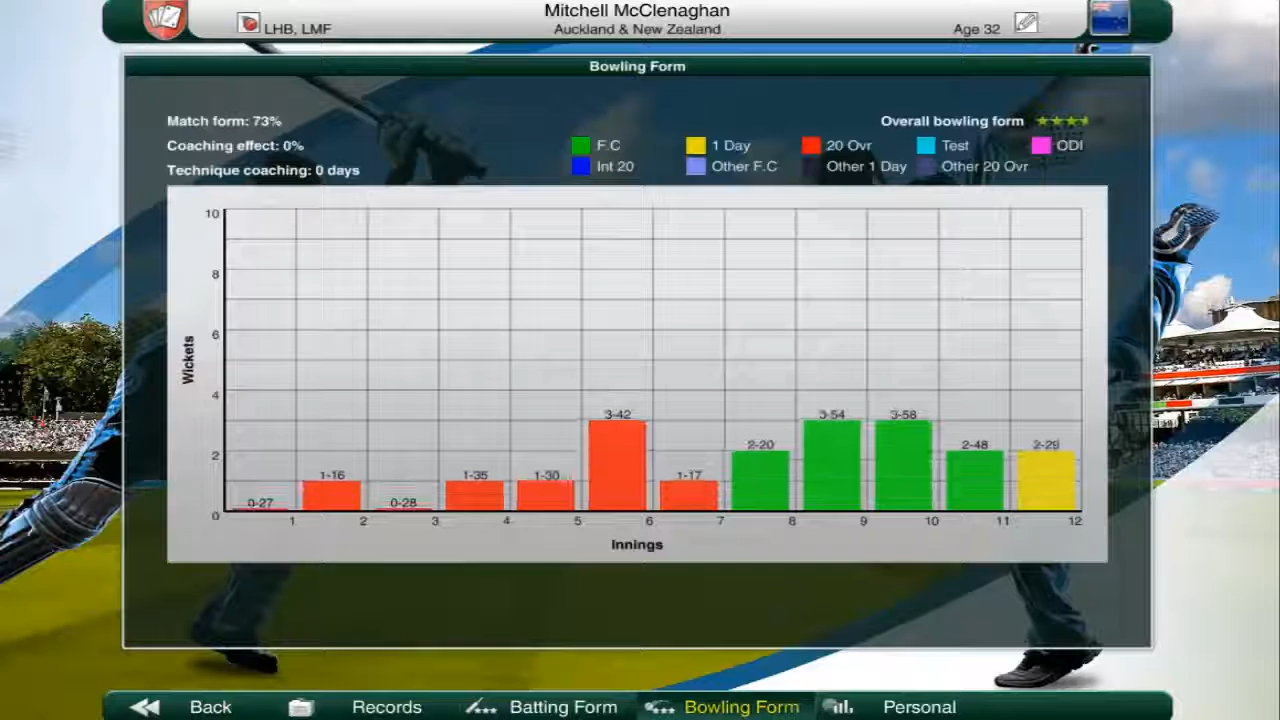 Mitchell McClenaghan
LHB, LMF
Auckland & New Zealand
Age 32
Bowling Form
Match form: 73%
Overall bowling form
Coaching effect: 0%
F.C
1 Day
20 Ovr
Test
ODI
Int 20
Other F.C
Other 1 Day
Other 20 Ovr
Technique coaching: 0 days
10
8
6
4
2
0
Wickets
0-27
1-16
0-28
1-35
1-30
3-42
1-17
2-20
3-54
3-58
2-48
2-29
1
2
3
4
5
6
7
8
9
10
11
12
Innings
Back
Records
Batting Form
Bowling Form
Personal